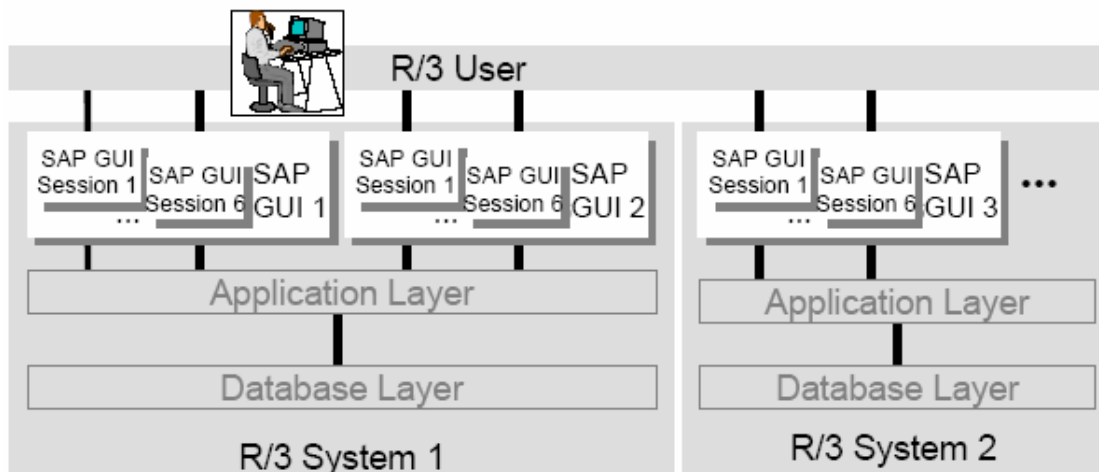 R/3 User
SAP GUI
Session 1
SAP GUI
Session 6
...
SAP
GUI 1
SAP GUI
Session 1
SAP GUI
Session 6
...
SAP
GUI 2
SAP GUI
Session 1
SAP GUI
Session 6
...
SAP
GUI 3
...
Application Layer
Application Layer
Database Layer
Database Layer
R/3 System 1
R/3 System 2